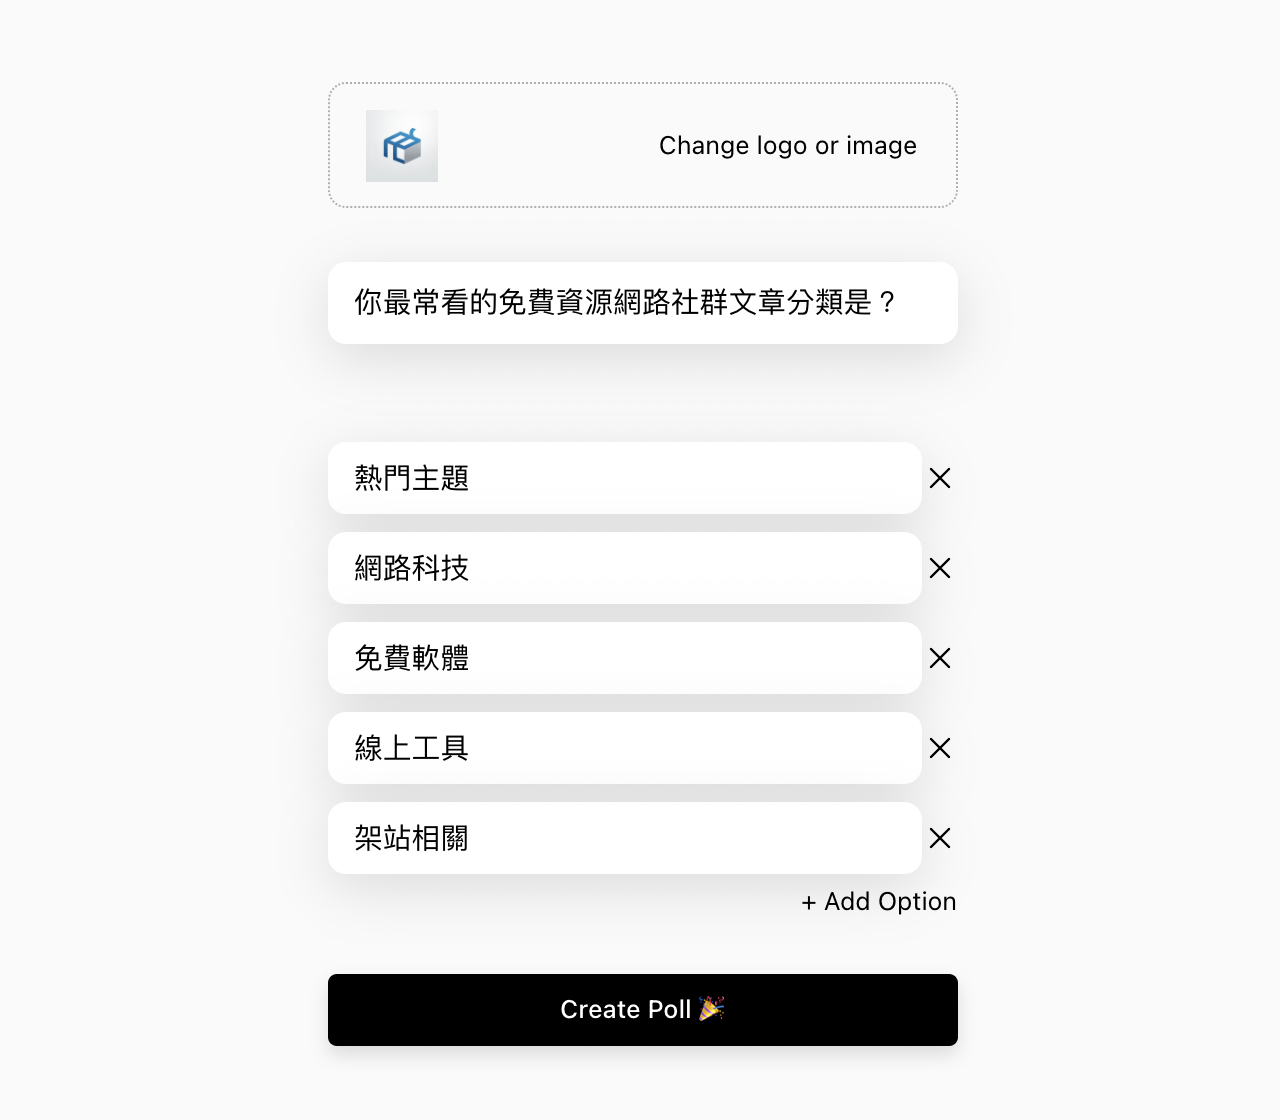 Change logo or image
你最常看的免費資源網路社群文章分類是？
熱門主題
網路科技
免費軟體
線上工具
架站相關
+ Add Option
Create Poll 🎉